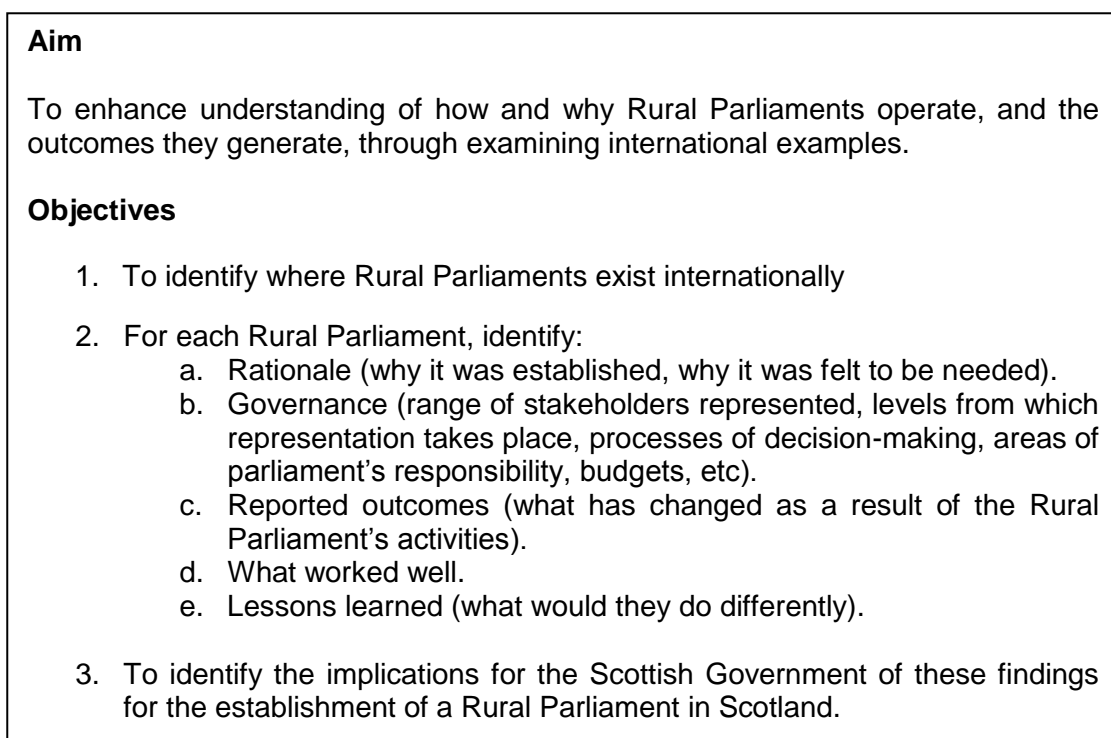 Aim
To enhance understanding of how and why Rural Parliaments operate, and the
outcomes they generate, through examining international examples.
Objectives
1. To identify where Rural Parliaments exist internationally
2. For each Rural Parliament, identify:
a. Rationale (why it was established, why it was felt to be needed).
b. Governance (range of stakeholders represented, levels from which
representation takes place, processes of decision-making, areas of
parliament’s responsibility, budgets, etc).
c. Reported outcomes (what has changed as a result of the Rural
Parliament’s activities).
d. What worked well.
e. Lessons learned (what would they do differently).
3. To identify the implications for the Scottish Government of these findings
for the establishment of a Rural Parliament in Scotland.